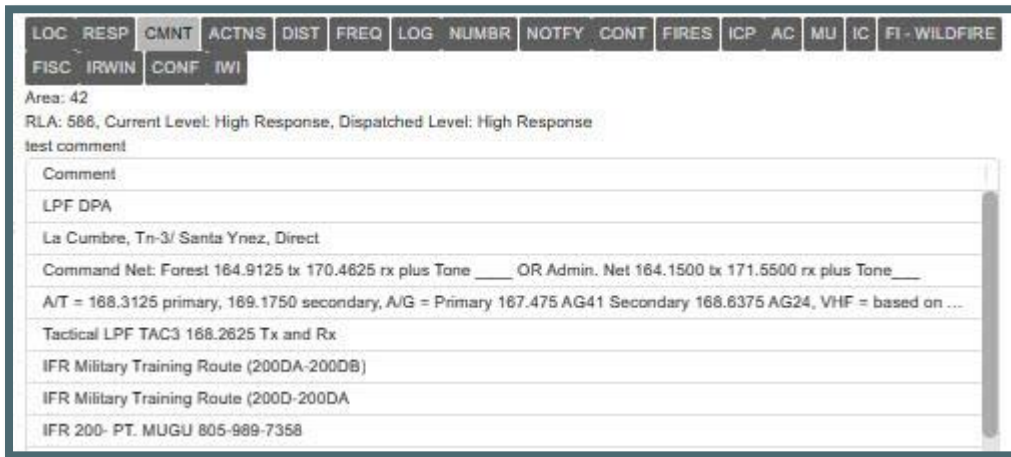 LOC RESP CMNT ACTNS DIST FREQ LOG NUMBR NOTFY CONT FIRES ICP AC MU IC FI - WILDFIRE
FISC IRWIN CONF IWI
Area: 42
RLA: 586, Current Level: High Response, Dispatched Level: High Response
test comment
Comment
LPF DPA
La Cumbre, Tn-3/ Santa Ynez, Direct
Command Net: Forest 164.9125 tx 170.4625 rx plus Tone ____ OR Admin. Net 164.1500 tx 171.5500 rx plus Tone___
A/T = 168.3125 primary, 169.1750 secondary, A/G = Primary 167.475 AG41 Secondary 168.6375 AG24, VHF = based on ...
Tactical LPF TAC3 168.2625 Tx and Rx
IFR Military Training Route (200DA-200DB)
IFR Military Training Route (200D-200DA
IFR 200- PT. MUGU 805-989-7358